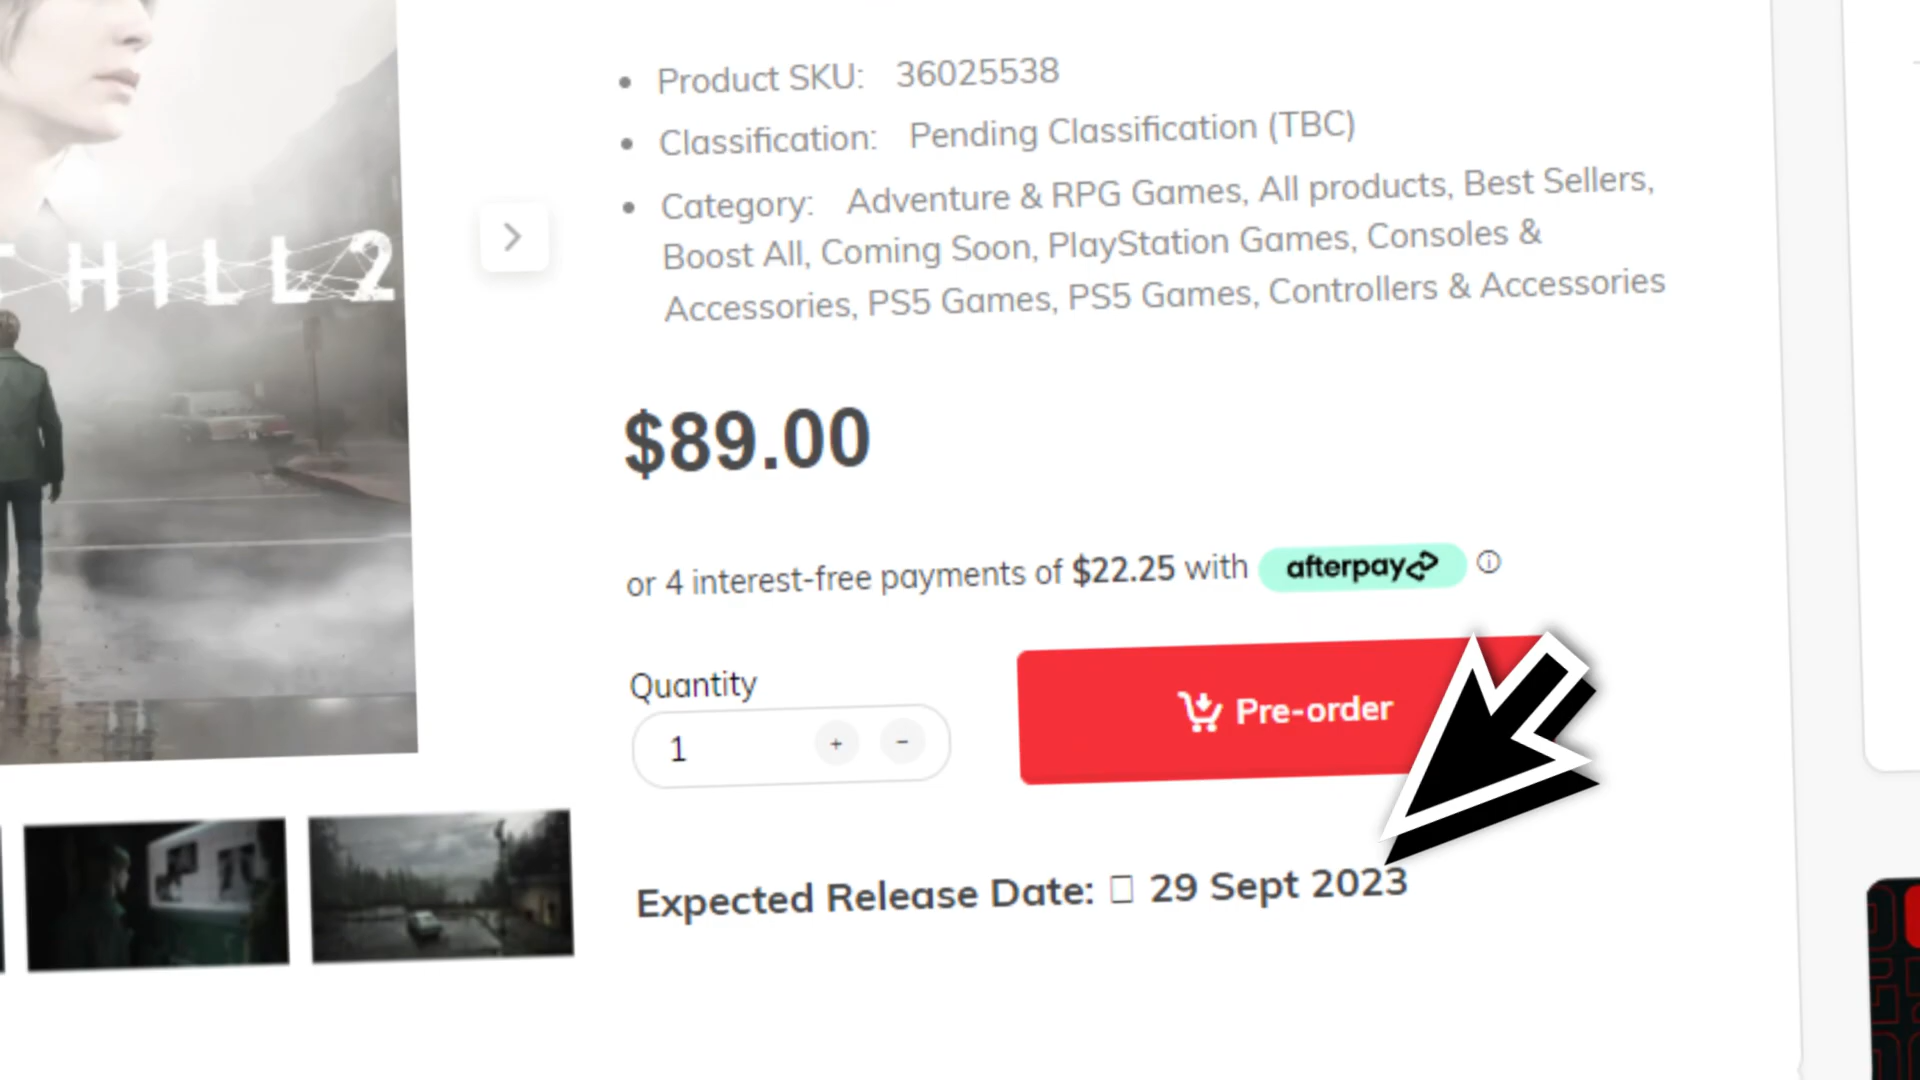 Product SKU: 36025538
Classification: Pending Classification (TBC)
Category: Adventure & RPG Games, All products, Best Sellers,
Boost All, Coming Soon, PlayStation Games, Consoles &
Accessories, PS5 Games, PS5 Games, Controllers & Accessories
HILL 2
$89.00
or 4 interest-free payments of $22.25 with afterpay
Quantity
1 + −
Pre-order
Expected Release Date: 29 Sept 2023